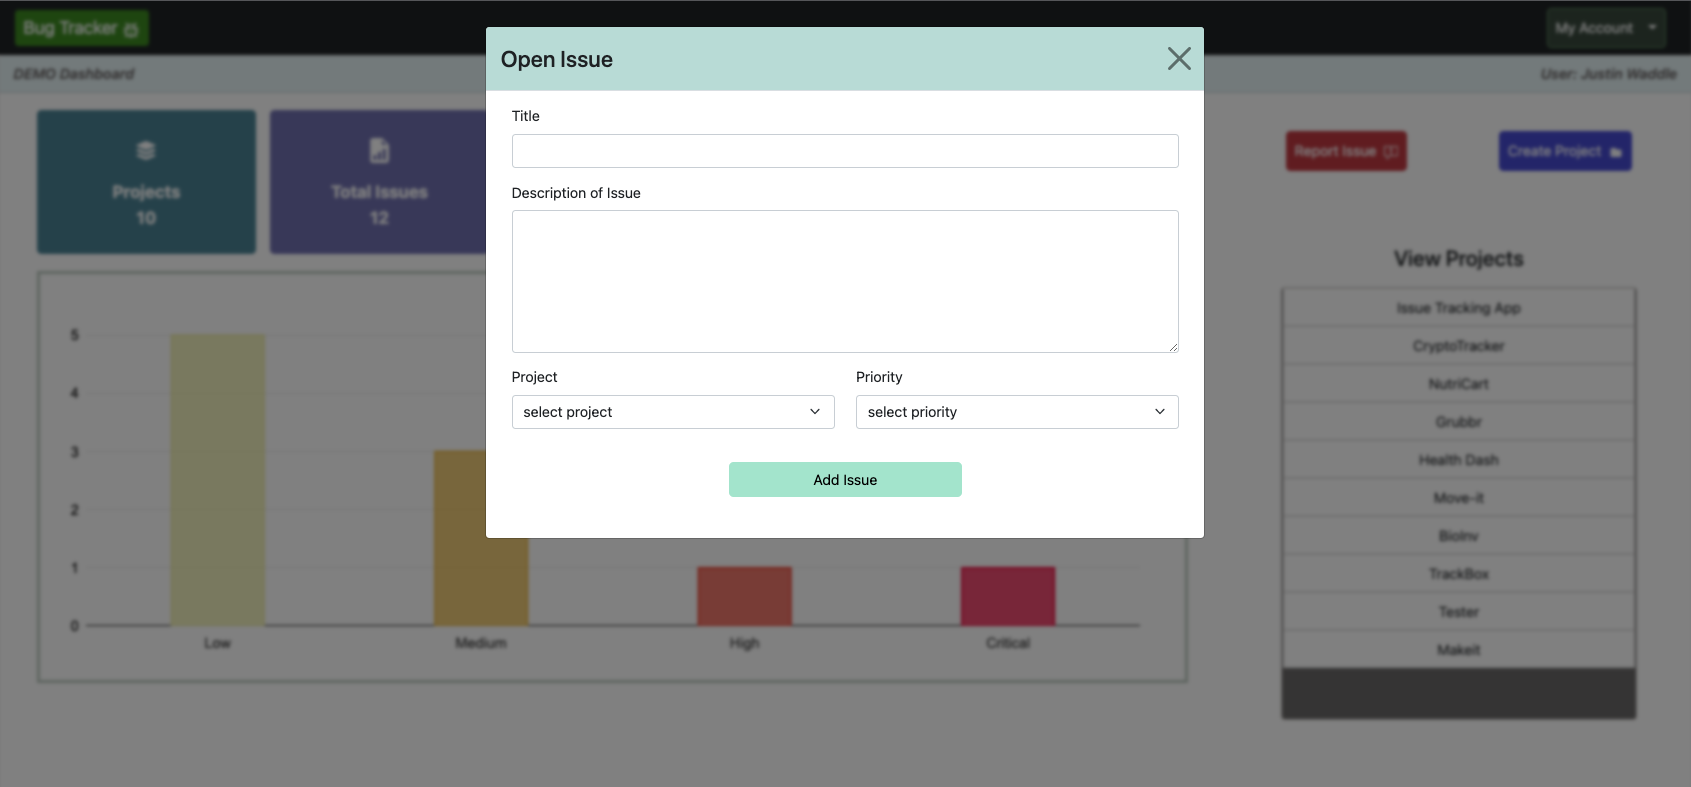 Bug Tracker
My Account
DEMO Dashboard
User: Justin Waddle
Open Issue
Title
Description of Issue
Project
Priority
select project
select priority
Add Issue
Projects
10
Total Issues
12
Report Issue
Create Project
5
4
3
2
1
0
Low
Medium
High
Critical
View Projects
Issue Tracking App
CryptoTracker
NutriCart
Grubbr
Health Dash
Move-it
BioInv
TrackBox
Tester
Makeit